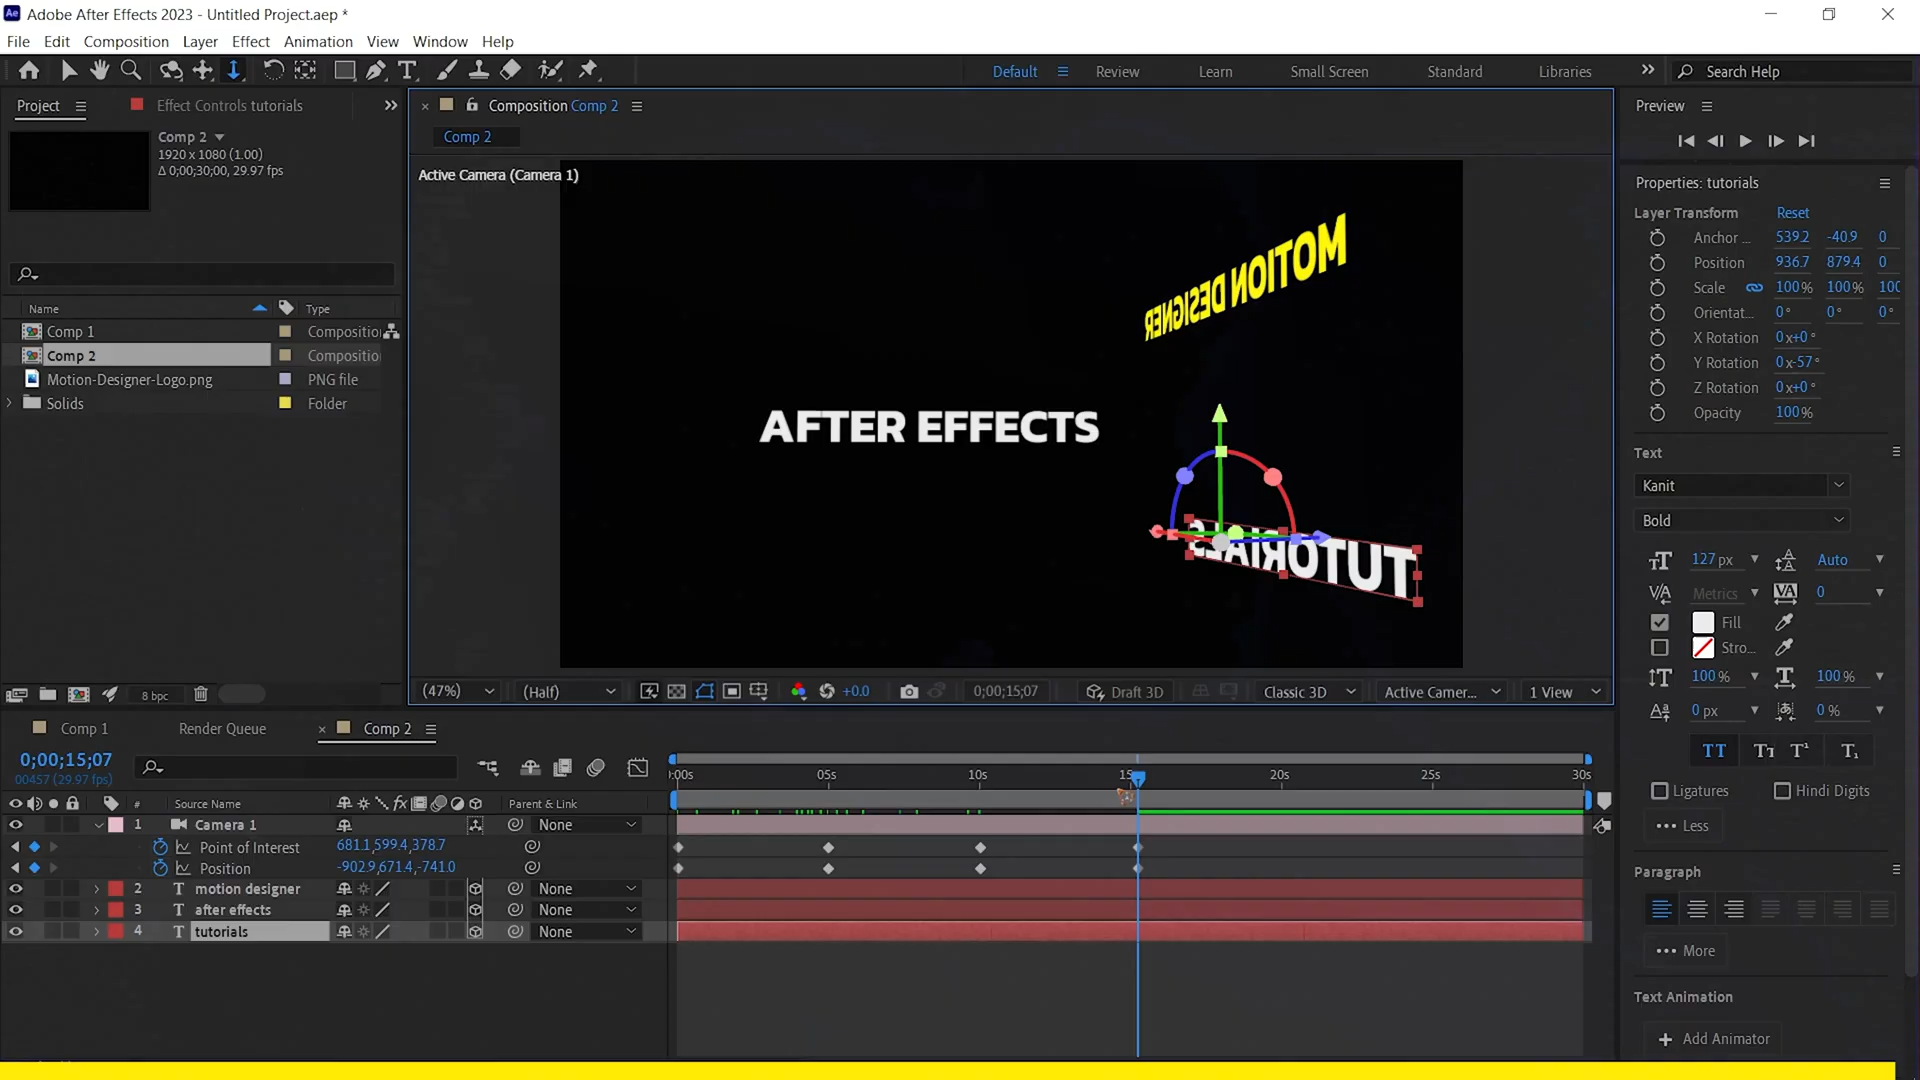 Ae Adobe After Effects 2023 - Untitled Project.aep *
File Edit Composition Layer Effect Animation View Window Help
Default Review Learn Small Screen Standard Libraries Search Help
Project Effect Controls tutorials
Comp 2
1920 x 1080 (1.00)
Δ 0;00;30;00, 29.97 fps
Name Type
Comp 1 Compositio
Comp 2 Compositio
Motion-Designer-Logo.png PNG file
Solids Folder
8 bpc
Composition Comp 2
Comp 2
Active Camera (Camera 1)
MOTION DESIGNER
AFTER EFFECTS
TUTORIALS
(47%) (Half) +0.0 0;00;15;07 Draft 3D Classic 3D Active Camer... 1 View
Preview
Properties: tutorials
Layer Transform Reset
Anchor ... 539.2 -40.9 0
Position 936.7 879.4 0
Scale 100% 100% 100
Orientat... 0° 0° 0°
X Rotation 0x+0°
Y Rotation 0x-57°
Z Rotation 0x+0°
Opacity 100%
Text
Kanit
Bold
127 px Auto
Metrics 0
Fill
Stro...
100 % 100 %
0 px 0 %
Ligatures Hindi Digits
Less
Paragraph
More
Text Animation
Add Animator
Comp 1 Render Queue Comp 2
0;00;15;07
00457 (29.97 fps)
# Source Name fx Parent & Link
:00s 05s 10s 15s 20s 25s 30s
1 Camera 1 None
Point of Interest 681.1,599.4,378.7
Position -902.9,671.4,-741.0
2 T motion designer None
3 T after effects None
4 T tutorials None